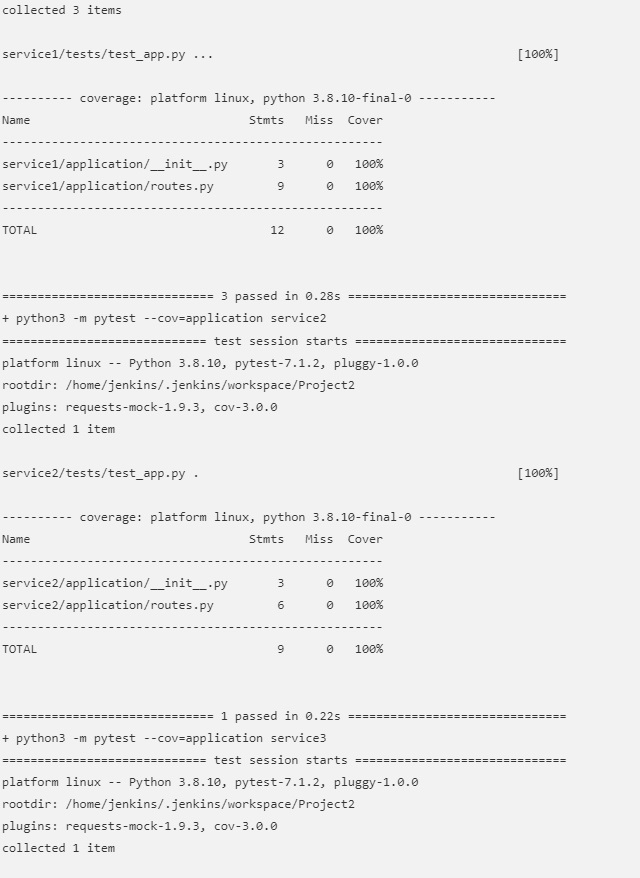 collected 3 items
service1/tests/test_app.py ...                                           [100%]
---------- coverage: platform linux, python 3.8.10-final-0 -----------
Name                               Stmts   Miss  Cover
------------------------------------------------------
service1/application/__init__.py       3      0   100%
service1/application/routes.py         9      0   100%
------------------------------------------------------
TOTAL                                 12      0   100%
============================== 3 passed in 0.28s ===============================
+ python3 -m pytest --cov=application service2
============================= test session starts ==============================
platform linux -- Python 3.8.10, pytest-7.1.2, pluggy-1.0.0
rootdir: /home/jenkins/.jenkins/workspace/Project2
plugins: requests-mock-1.9.3, cov-3.0.0
collected 1 item
service2/tests/test_app.py .                                             [100%]
---------- coverage: platform linux, python 3.8.10-final-0 -----------
Name                               Stmts   Miss  Cover
------------------------------------------------------
service2/application/__init__.py       3      0   100%
service2/application/routes.py         6      0   100%
------------------------------------------------------
TOTAL                                  9      0   100%
============================== 1 passed in 0.22s ===============================
+ python3 -m pytest --cov=application service3
============================= test session starts ==============================
platform linux -- Python 3.8.10, pytest-7.1.2, pluggy-1.0.0
rootdir: /home/jenkins/.jenkins/workspace/Project2
plugins: requests-mock-1.9.3, cov-3.0.0
collected 1 item